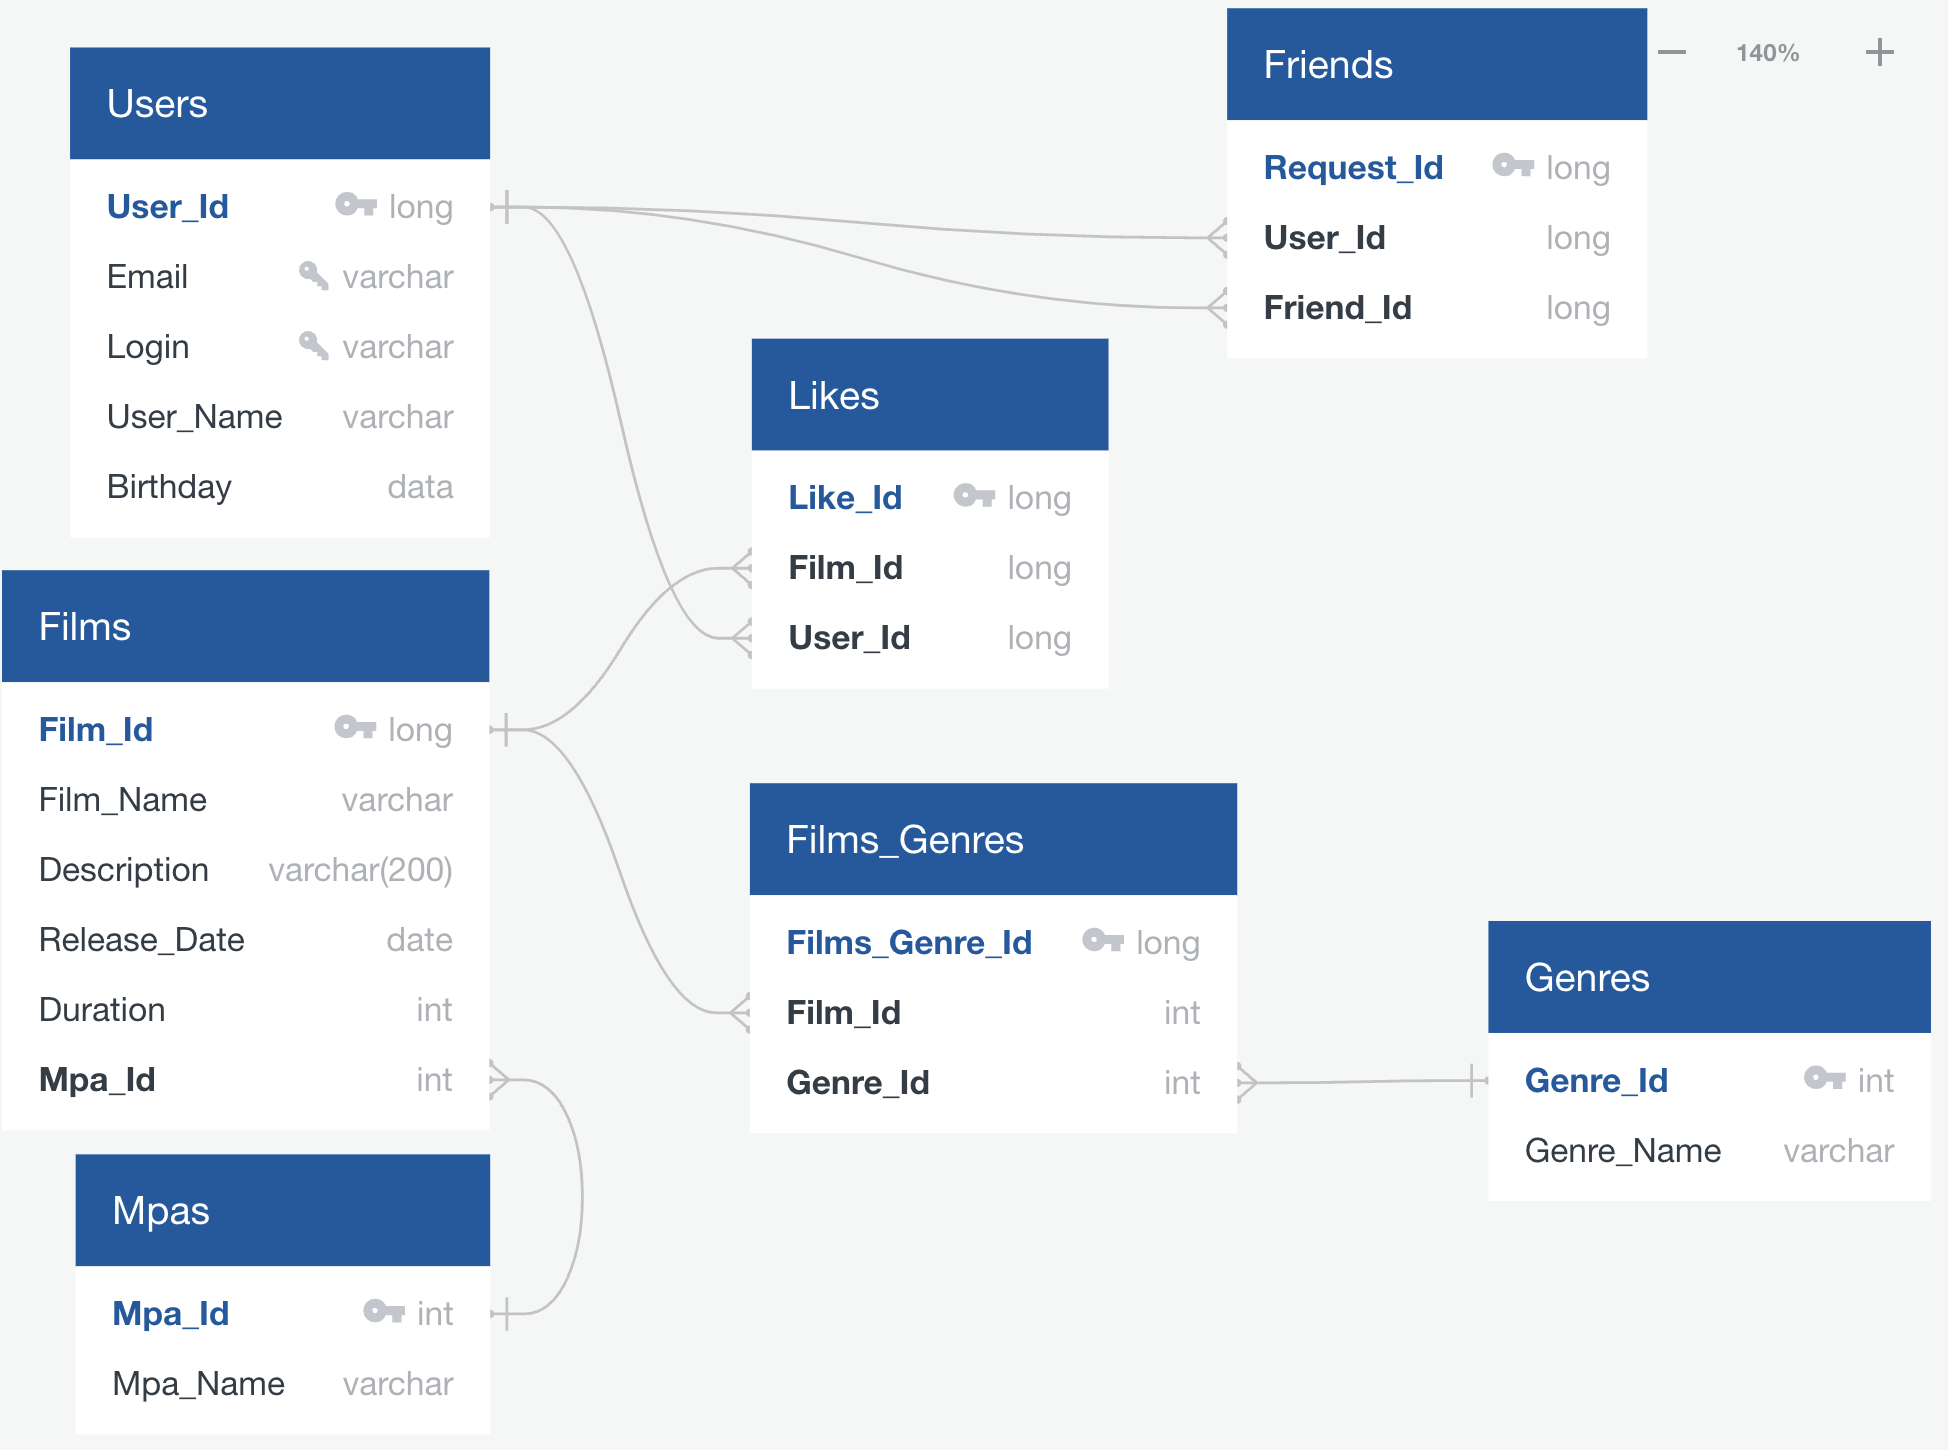 Users
User_Id long
Email varchar
Login varchar
User_Name varchar
Birthday data
Friends
Request_Id long
User_Id long
Friend_Id long
140%
Likes
Like_Id long
Film_Id long
User_Id long
Films
Film_Id long
Film_Name varchar
Description varchar(200)
Release_Date date
Duration int
Mpa_Id int
Films_Genres
Films_Genre_Id long
Film_Id int
Genre_Id int
Genres
Genre_Id int
Genre_Name varchar
Mpas
Mpa_Id int
Mpa_Name varchar